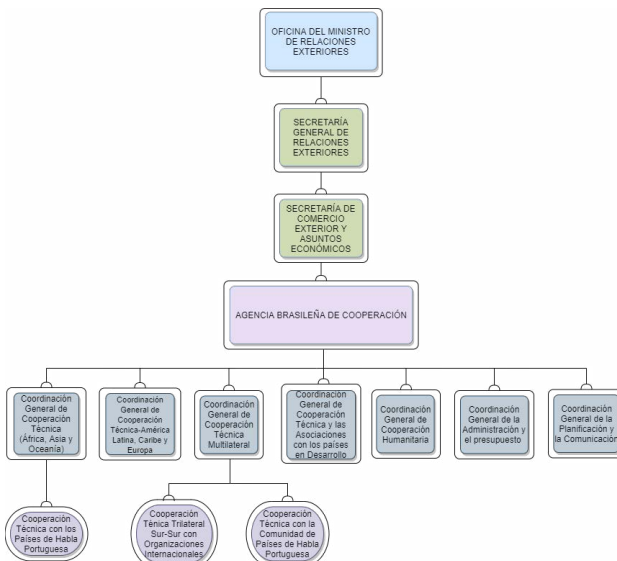 OFICINA DEL MINISTRO
DE RELACIONES
EXTERIORES
SECRETARÍA
GENERAL DE
RELACIONES
EXTERIORES
SECRETARÍA DE
COMERCIO
EXTERIOR Y
ASUNTOS
ECONÓMICOS
AGENCIA BRASILEÑA DE COOPERACIÓN
Coordinación
General de
Cooperación
Técnica
(África, Asia y
Oceanía)
Coordinación
General de
Cooperación
Técnica-América
Latina, Caribe y
Europa
Coordinación
General de
Cooperación
Técnica
Multilateral
Coordinación
General de
Cooperación
Técnica y las
Asociaciones
con los países
en Desarrollo
Coordinación
General de
Cooperación
Humanitaria
Coordinación
General de la
Administración y
el presupuesto
Coordinación
General de la
Planificación y
la Comunicación
Cooperación
Técnica con los
Países de Habla
Portuguesa
Cooperación
Ténica Trilateral
Sur-Sur con
Organizaciones
Internacionales
Cooperación
Técnica con la
Comunidad de
Países de Habla
Portuguesa